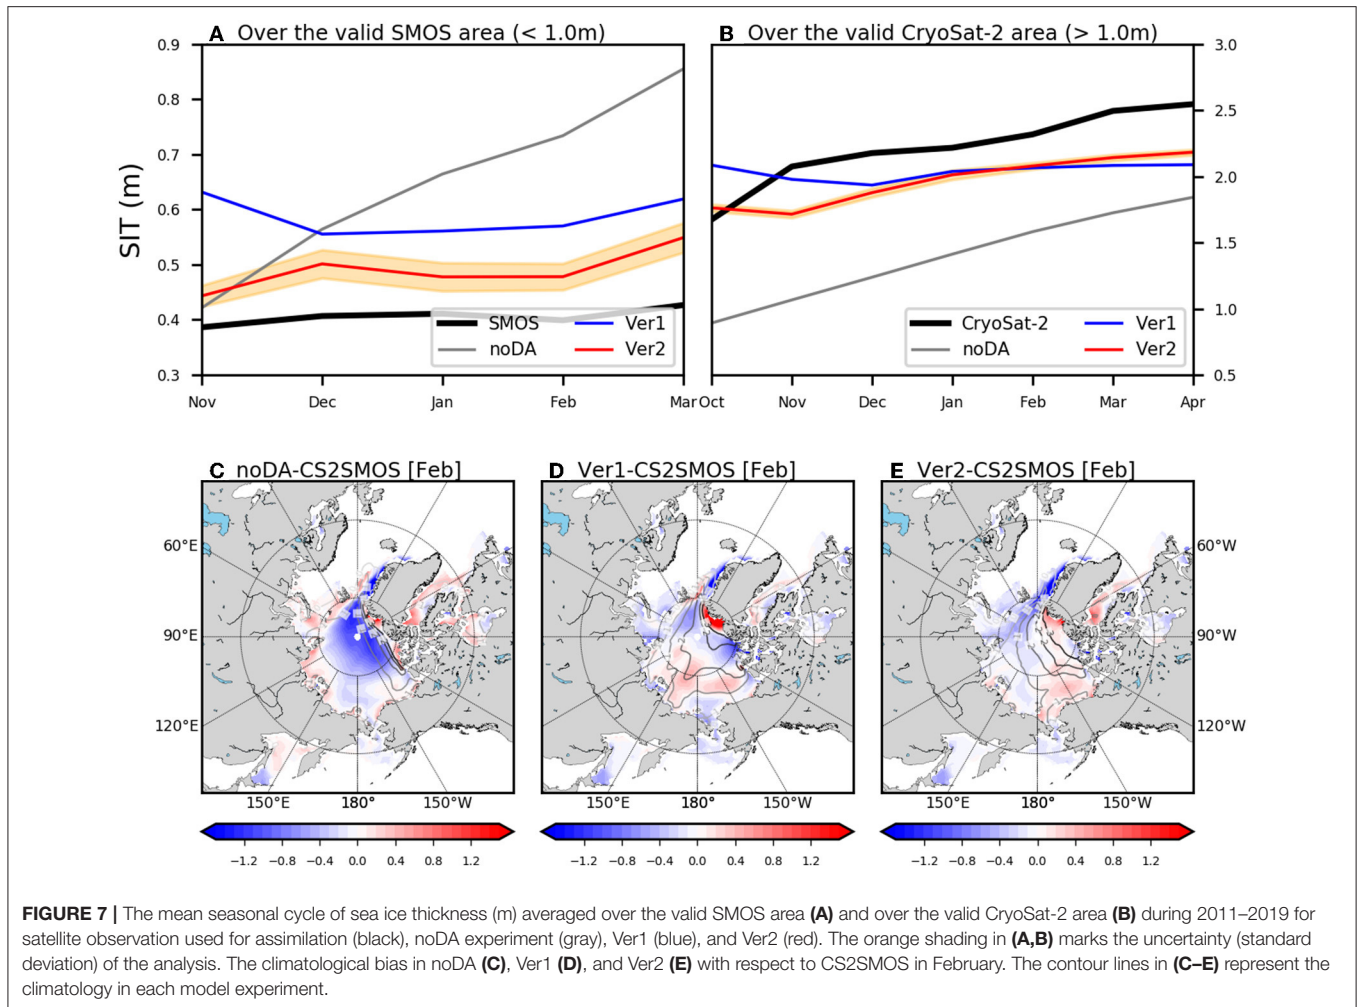 A Over the valid SMOS area (< 1.0m)
B Over the valid CryoSat-2 area (> 1.0m)
SIT (m)
0.9
0.8
0.7
0.6
0.5
0.4
0.3
SMOS
noDA
Ver1
Ver2
Nov Dec Jan Feb Mar
3.0
2.5
2.0
1.5
1.0
0.5
CryoSat-2
noDA
Ver1
Ver2
Oct Nov Dec Jan Feb Mar Apr
C noDA-CS2SMOS [Feb]
D Ver1-CS2SMOS [Feb]
E Ver2-CS2SMOS [Feb]
60°E
90°E
120°E
60°W
90°W
120°W
150°E 180° 150°W
150°E 180° 150°W
150°E 180° 150°W
−1.2 −0.8 −0.4 0.0 0.4 0.8 1.2
−1.2 −0.8 −0.4 0.0 0.4 0.8 1.2
−1.2 −0.8 −0.4 0.0 0.4 0.8 1.2
FIGURE 7 | The mean seasonal cycle of sea ice thickness (m) averaged over the valid SMOS area (A) and over the valid CryoSat-2 area (B) during 2011–2019 for
satellite observation used for assimilation (black), noDA experiment (gray), Ver1 (blue), and Ver2 (red). The orange shading in (A,B) marks the uncertainty (standard
deviation) of the analysis. The climatological bias in noDA (C), Ver1 (D), and Ver2 (E) with respect to CS2SMOS in February. The contour lines in (C–E) represent the
climatology in each model experiment.